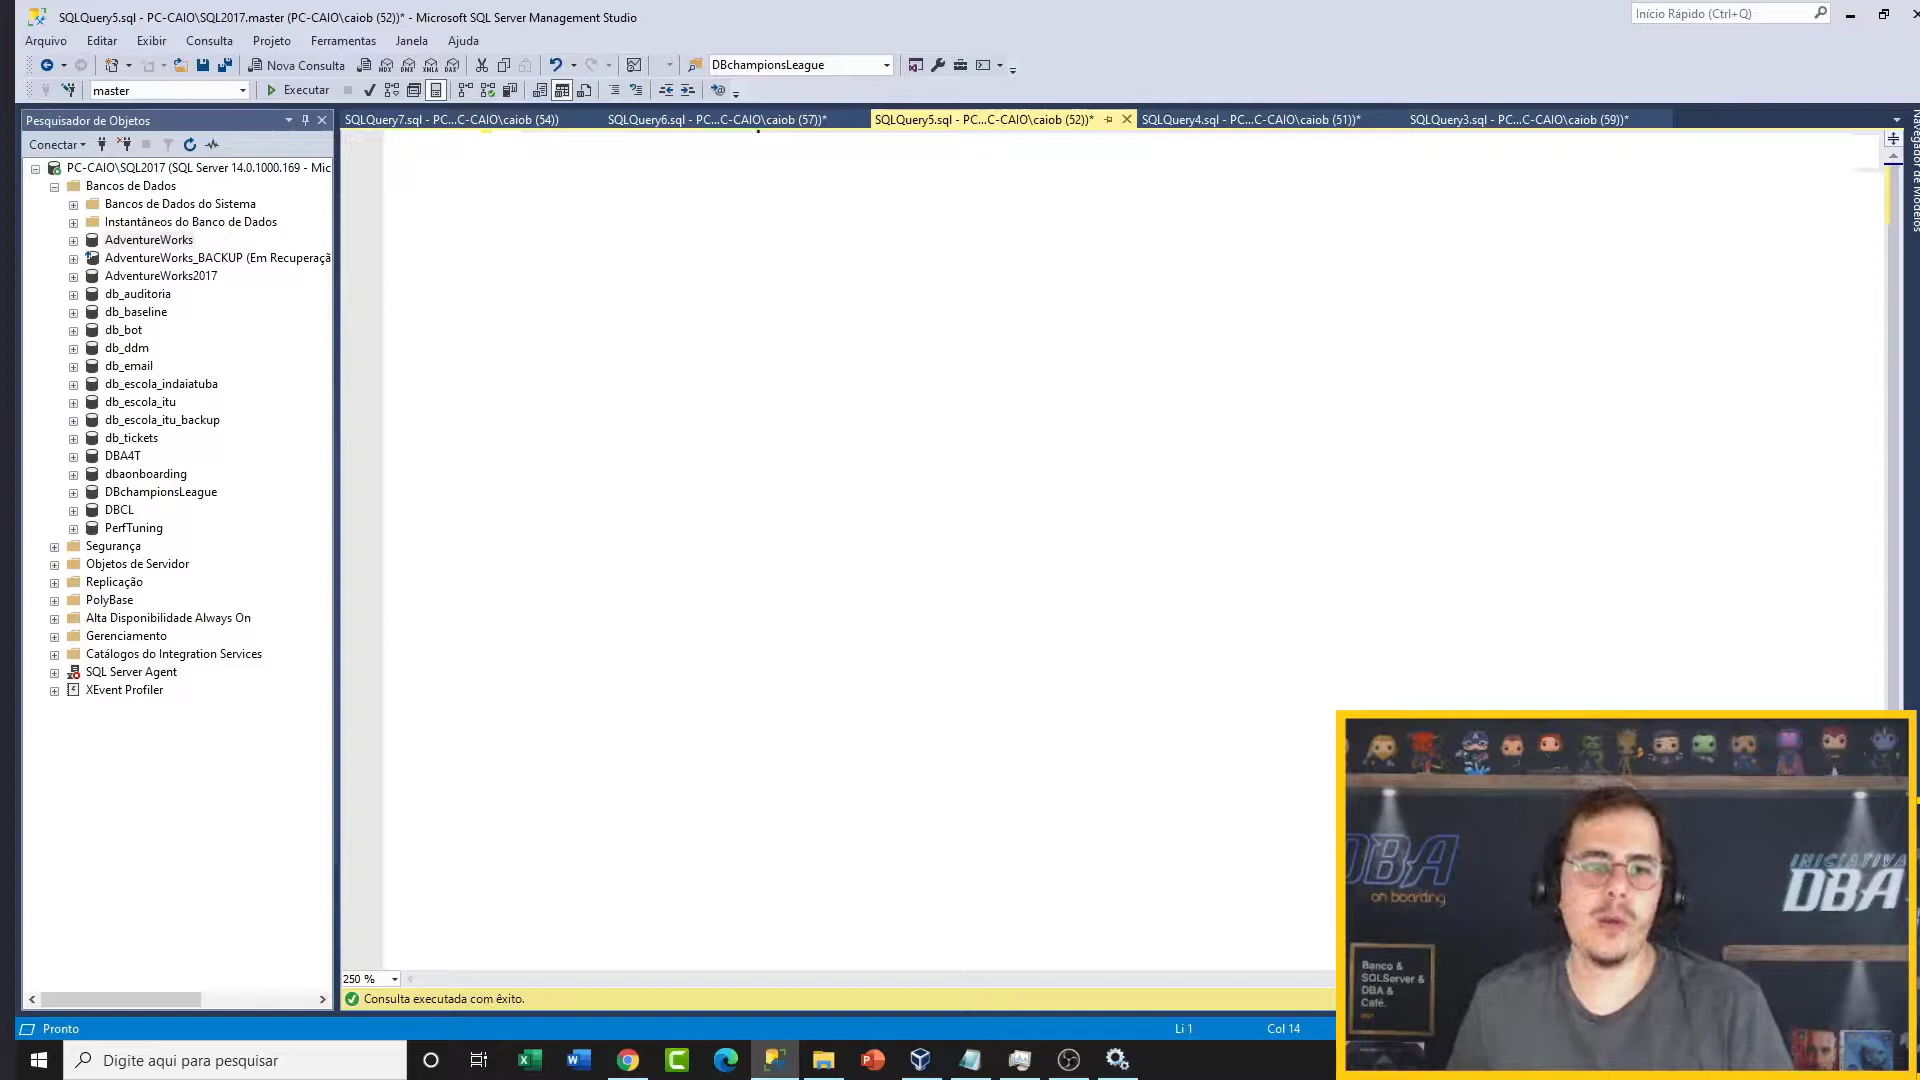 SQLQuery5.sql - PC-CAIO\SQL2017.master (PC-CAIO\caiob (52))* - Microsoft SQL Server Management Studio
Início Rápido (Ctrl+Q)
Arquivo Editar Exibir Consulta Projeto Ferramentas Janela Ajuda
Nova Consulta
DBchampionsLeague
master
Executar
Pesquisador de Objetos
SQLQuery7.sql - PC...C-CAIO\caiob (54))
SQLQuery6.sql - PC...C-CAIO\caiob (57))*
SQLQuery5.sql - PC...C-CAIO\caiob (52))*
SQLQuery4.sql - PC...C-CAIO\caiob (51))*
SQLQuery3.sql - PC...C-CAIO\caiob (59))*
Navegador de Modelos
Conectar
PC-CAIO\SQL2017 (SQL Server 14.0.1000.169 - Mic
Bancos de Dados
Bancos de Dados do Sistema
Instantâneos do Banco de Dados
AdventureWorks
AdventureWorks_BACKUP (Em Recuperaçã
AdventureWorks2017
db_auditoria
db_baseline
db_bot
db_ddm
db_email
db_escola_indaiatuba
db_escola_itu
db_escola_itu_backup
db_tickets
DBA4T
dbaonboarding
DBchampionsLeague
DBCL
PerfTuning
Segurança
Objetos de Servidor
Replicação
PolyBase
Alta Disponibilidade Always On
Gerenciamento
Catálogos do Integration Services
SQL Server Agent
XEvent Profiler
250 %
Consulta executada com êxito.
Pronto
Li 1
Col 14
Digite aqui para pesquisar
DBA
on boarding
INICIATIVA
DBA
Banco &
SQLServer &
DBA &
Café.